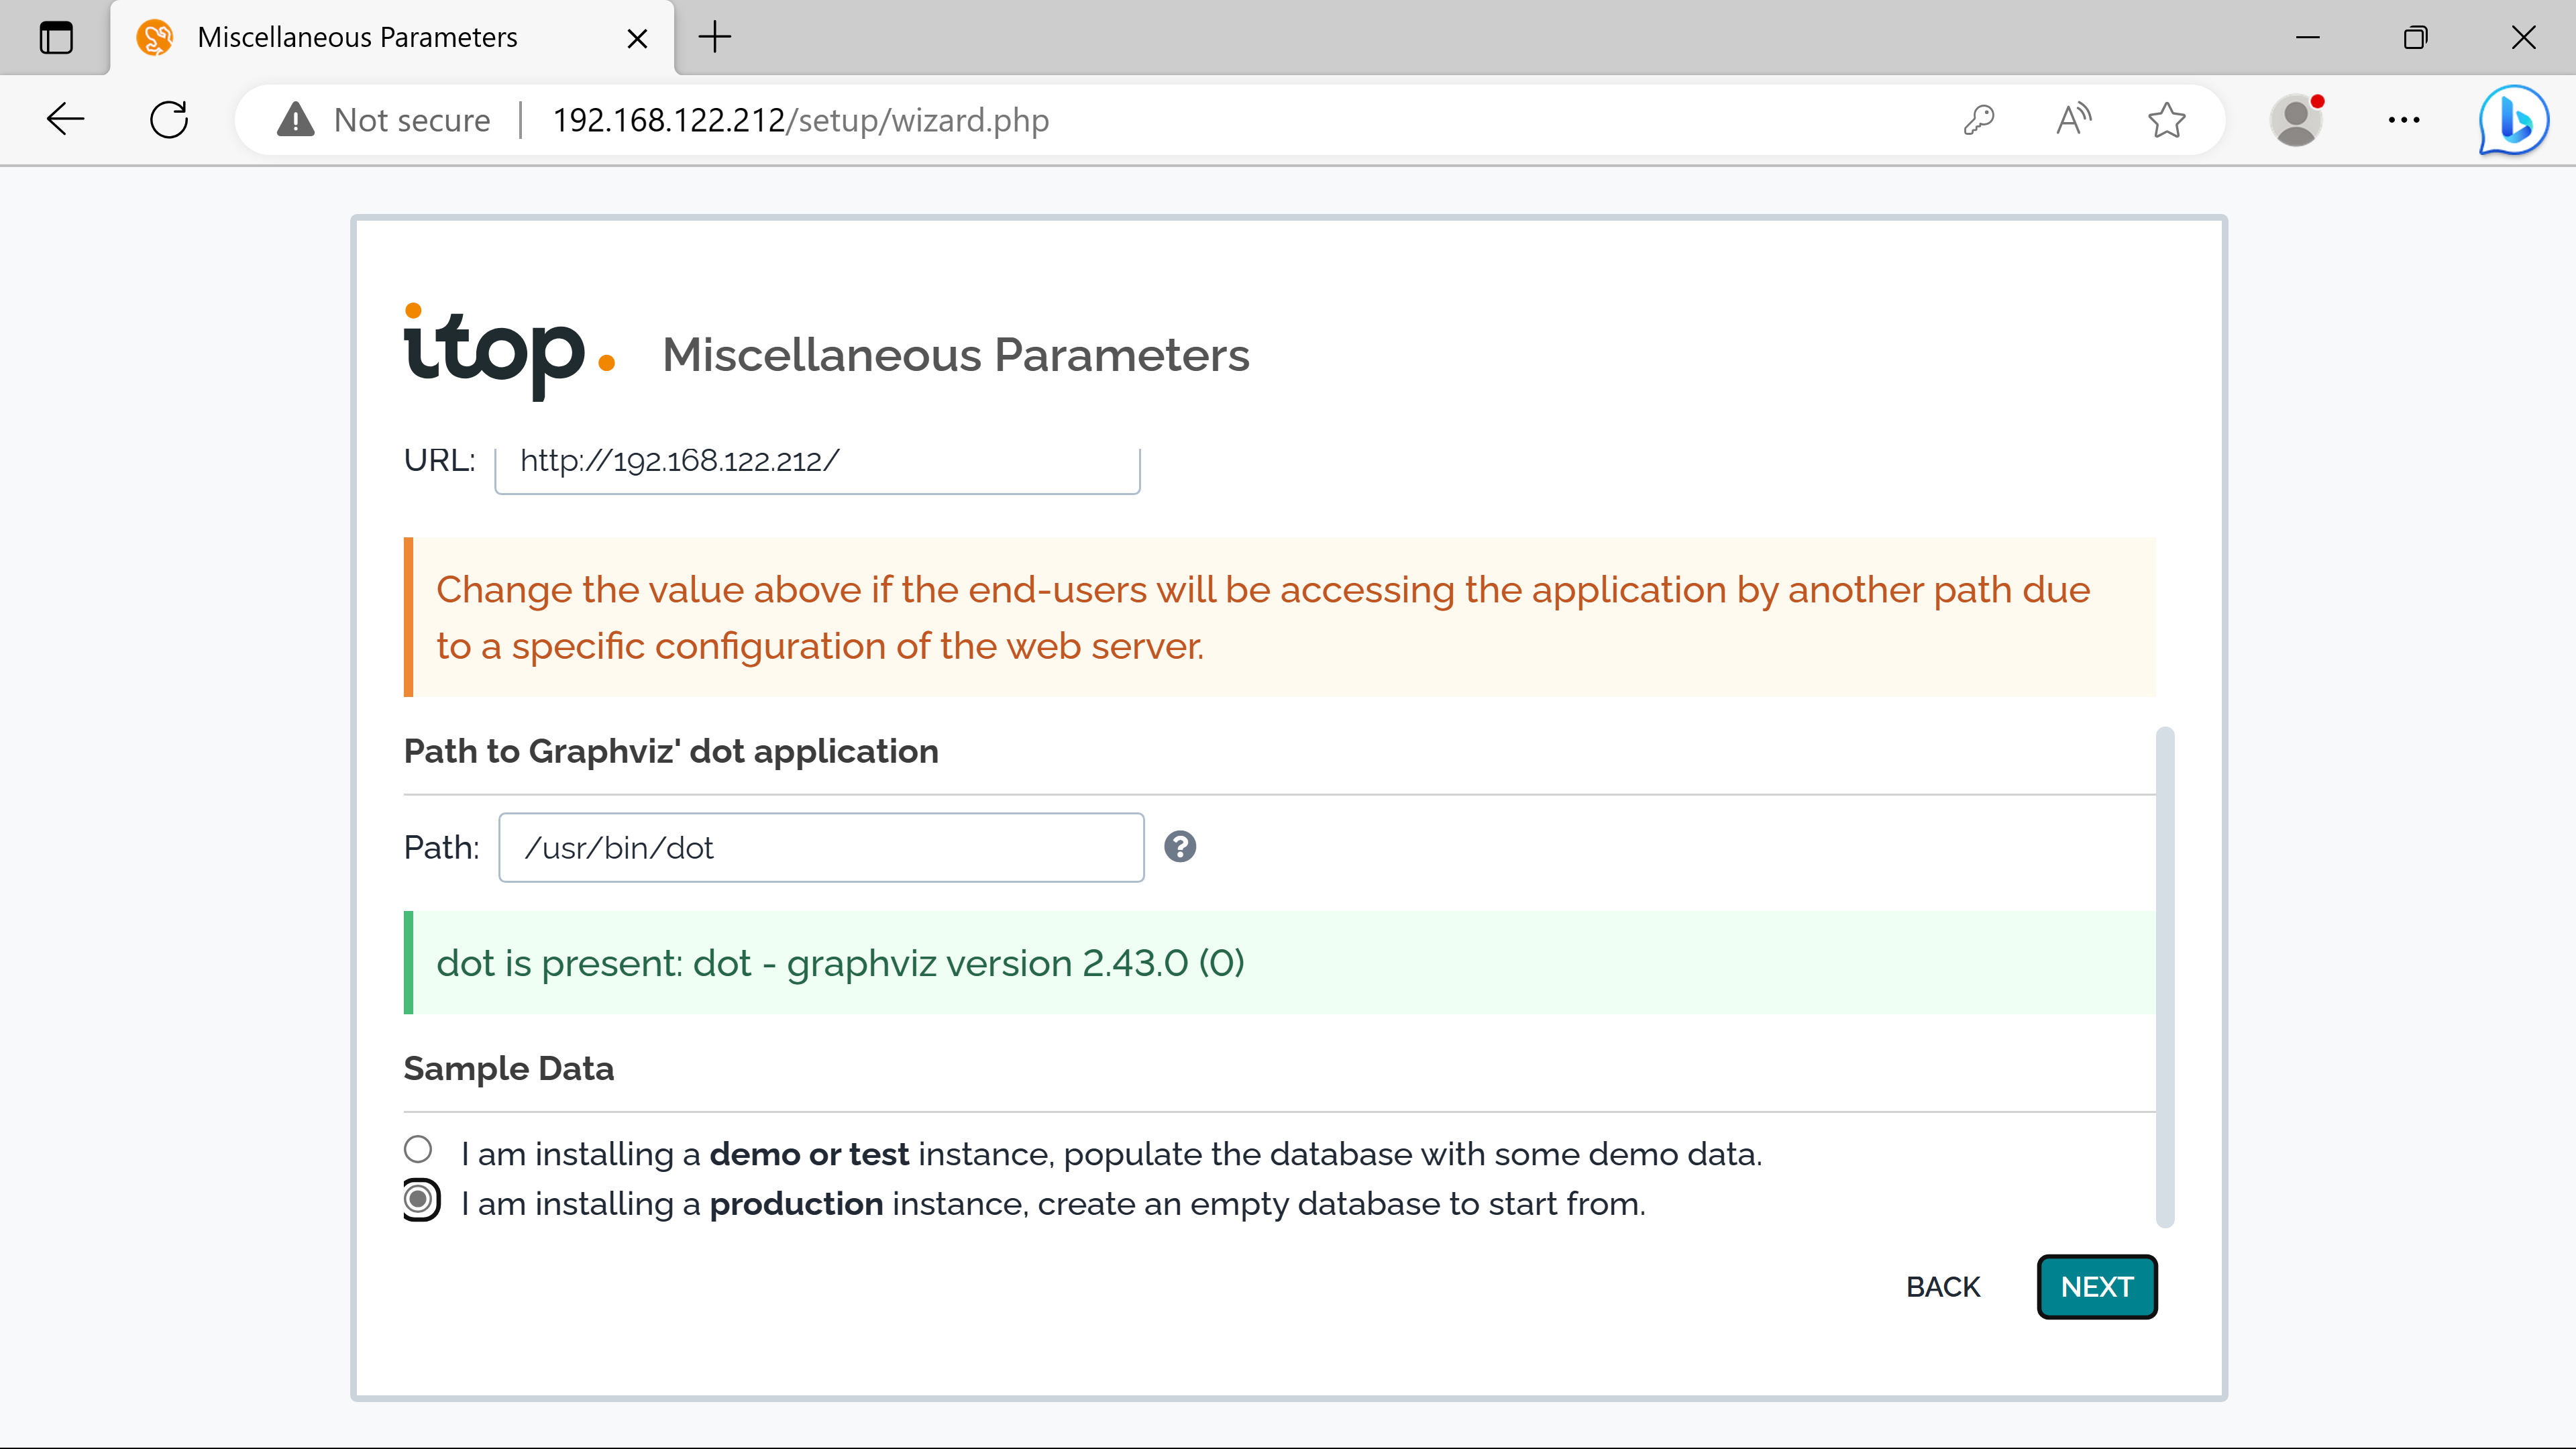 Miscellaneous Parameters
Not secure
192.168.122.212/setup/wizard.php
itop
Miscellaneous Parameters
URL:
http://192.168.122.212/
Change the value above if the end-users will be accessing the application by another path due
to a specific configuration of the web server.
Path to Graphviz' dot application
Path:
/usr/bin/dot
?
dot is present: dot - graphviz version 2.43.0 (0)
Sample Data
I am installing a demo or test instance, populate the database with some demo data.
I am installing a production instance, create an empty database to start from.
BACK
NEXT